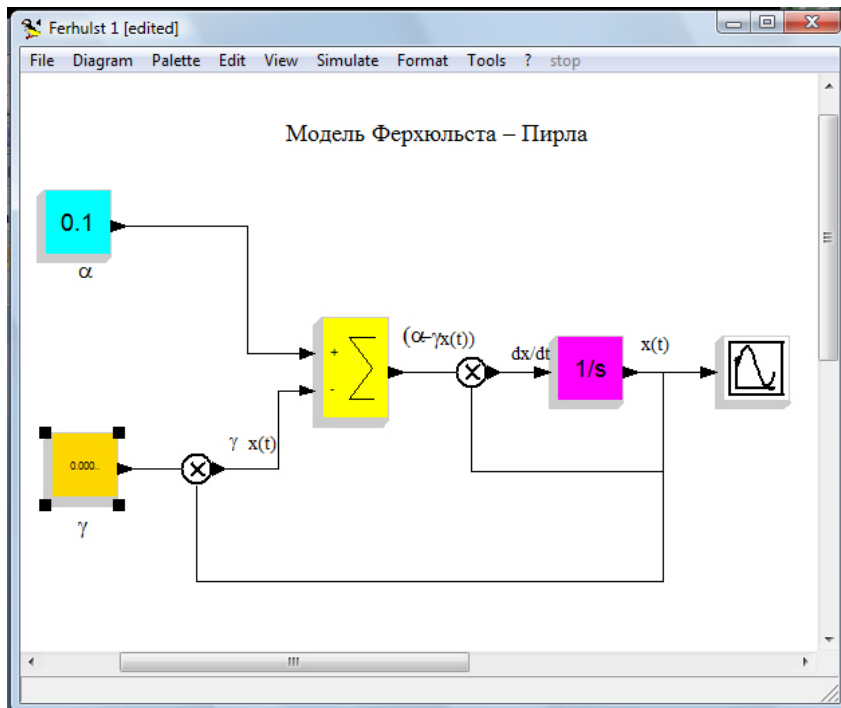 Ferhulst 1 [edited]
File Diagram Palette Edit View Simulate Format Tools ? stop
Модель Ферхюльста – Пирла
0.1
α
+
-
Σ
(α-γx(t))
dx/dt
1/s
x(t)
γ x(t)
0.000..
γ